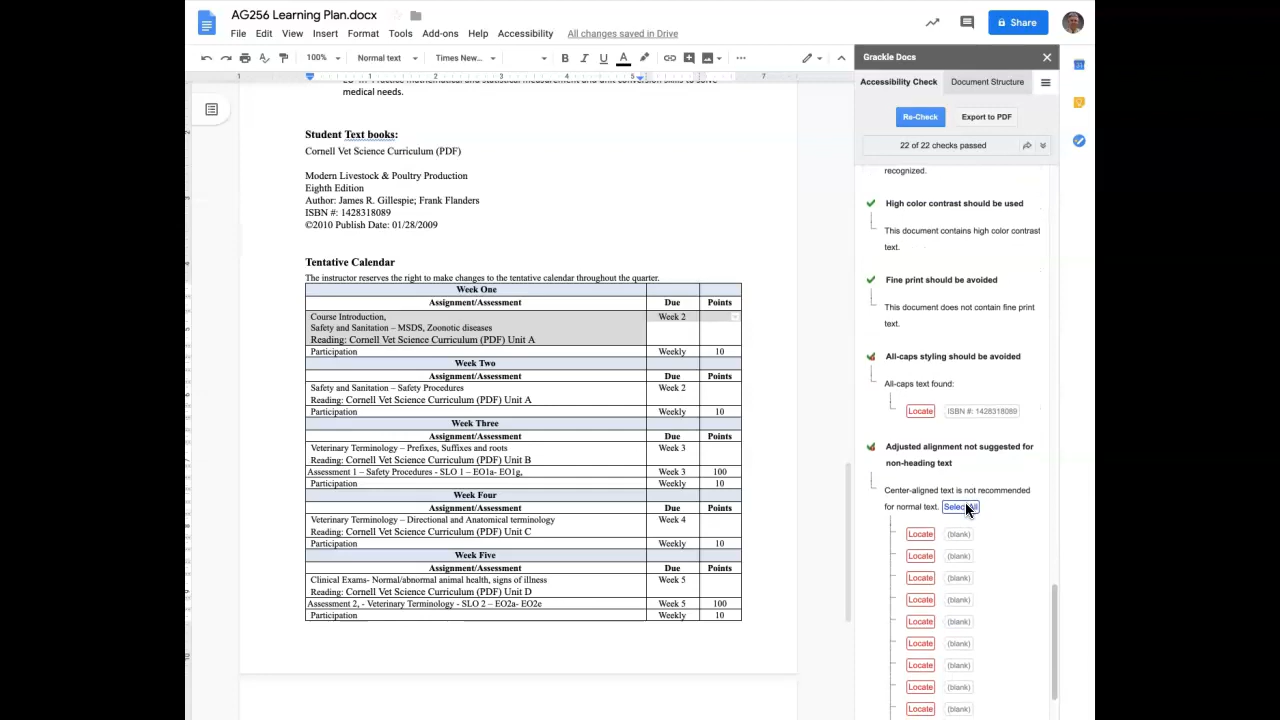 AG256 Learning Plan.docx
File Edit View Insert Format Tools Add-ons Help Accessibility All changes saved in Drive
Share
100% Normal text Times New... B I U A
Grackle Docs
Accessibility Check Document Structure
Re-Check Export to PDF
22 of 22 checks passed
1 1 2 3 4 5 7
medical needs.
Student Text books:
Cornell Vet Science Curriculum (PDF)
Modern Livestock & Poultry Production
Eighth Edition
Author: James R. Gillespie; Frank Flanders
ISBN #: 1428318089
©2010 Publish Date: 01/28/2009
Tentative Calendar
The instructor reserves the right to make changes to the tentative calendar throughout the quarter.
Week One
Assignment/Assessment Due Points
Course Introduction, Week 2
Safety and Sanitation – MSDS, Zoonotic diseases
Reading: Cornell Vet Science Curriculum (PDF) Unit A
Participation Weekly 10
Week Two
Assignment/Assessment Due Points
Safety and Sanitation – Safety Procedures Week 2
Reading: Cornell Vet Science Curriculum (PDF) Unit A
Participation Weekly 10
Week Three
Assignment/Assessment Due Points
Veterinary Terminology – Prefixes, Suffixes and roots Week 3
Reading: Cornell Vet Science Curriculum (PDF) Unit B
Assessment 1 – Safety Procedures - SLO 1 – EO1a- EO1g, Week 3 100
Participation Weekly 10
Week Four
Assignment/Assessment Due Points
Veterinary Terminology – Directional and Anatomical terminology Week 4
Reading: Cornell Vet Science Curriculum (PDF) Unit C
Participation Weekly 10
Week Five
Assignment/Assessment Due Points
Clinical Exams- Normal/abnormal animal health, signs of illness Week 5
Reading: Cornell Vet Science Curriculum (PDF) Unit D
Assessment 2, - Veterinary Terminology - SLO 2 – EO2a- EO2e Week 5 100
Participation Weekly 10
recognized.
High color contrast should be used
This document contains high color contrast
text.
Fine print should be avoided
This document does not contain fine print
text.
All-caps styling should be avoided
All-caps text found:
Locate ISBN #: 1428318089
Adjusted alignment not suggested for
non-heading text
Center-aligned text is not recommended
for normal text. Select All
Locate (blank)
Locate (blank)
Locate (blank)
Locate (blank)
Locate (blank)
Locate (blank)
Locate (blank)
Locate (blank)
Locate (blank)